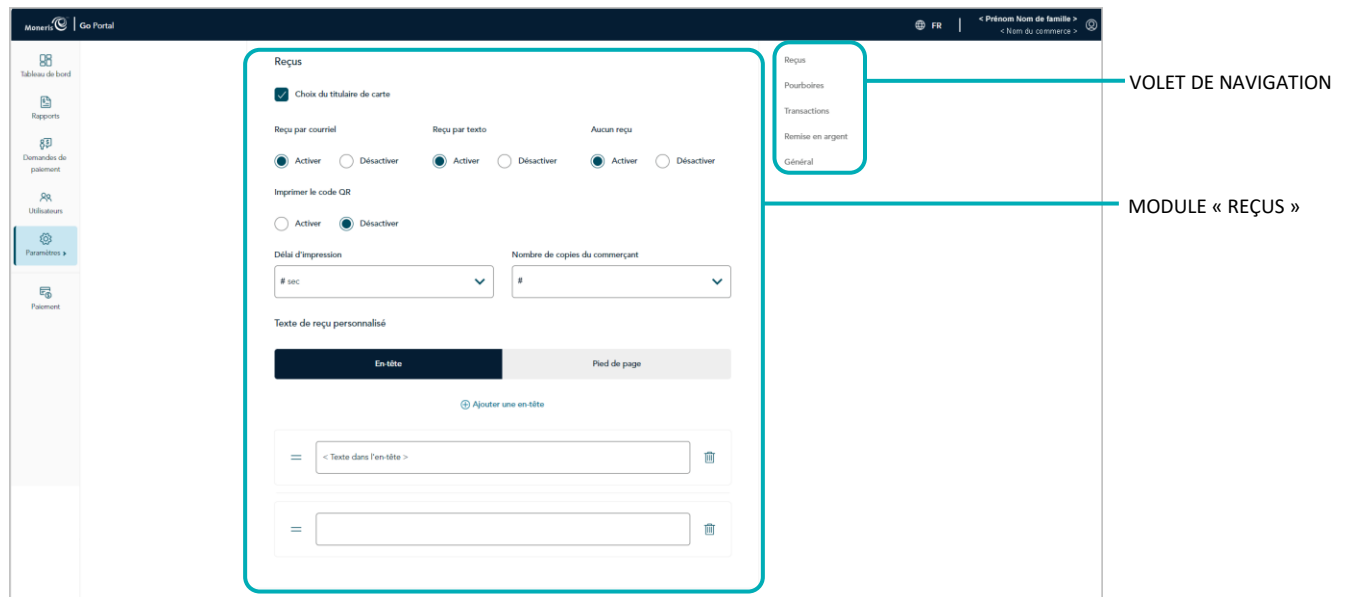 Moneris Go Portal
FR
< Prénom Nom de famille >
< Nom du commerce >
Tableau de bord
Rapports
Demandes de
paiement
Utilisateurs
Paramètres
Paiement
Reçus
Choix du titulaire de carte
Reçu par courriel Reçu par texto Aucun reçu
Activer Désactiver Activer Désactiver Activer Désactiver
Imprimer le code QR
Activer Désactiver
Délai d'impression Nombre de copies du commerçant
# sec #
Texte de reçu personnalisé
En-tête Pied de page
Ajouter une en-tête
< Texte dans l'en-tête >
Reçus
Pourboires
Transactions
Remise en argent
Général
VOLET DE NAVIGATION
MODULE « REÇUS »